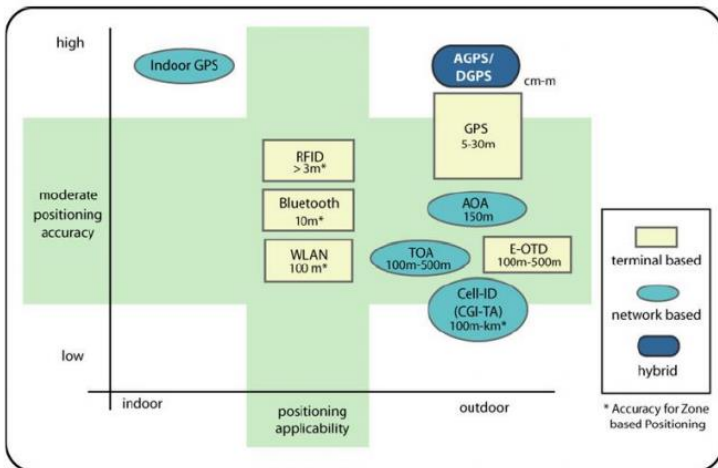 high
Indoor GPS
AGPS/
DGPS
cm-m
GPS
5-30m
RFID
> 3m*
moderate
positioning
accuracy
Bluetooth
10m*
AOA
150m
WLAN
100 m*
TOA
100m-500m
E-OTD
100m-500m
Cell-ID
(CGI-TA)
100m-km*
low
indoor
positioning
applicability
outdoor
terminal based
network based
hybrid
* Accuracy for Zone
based Positioning